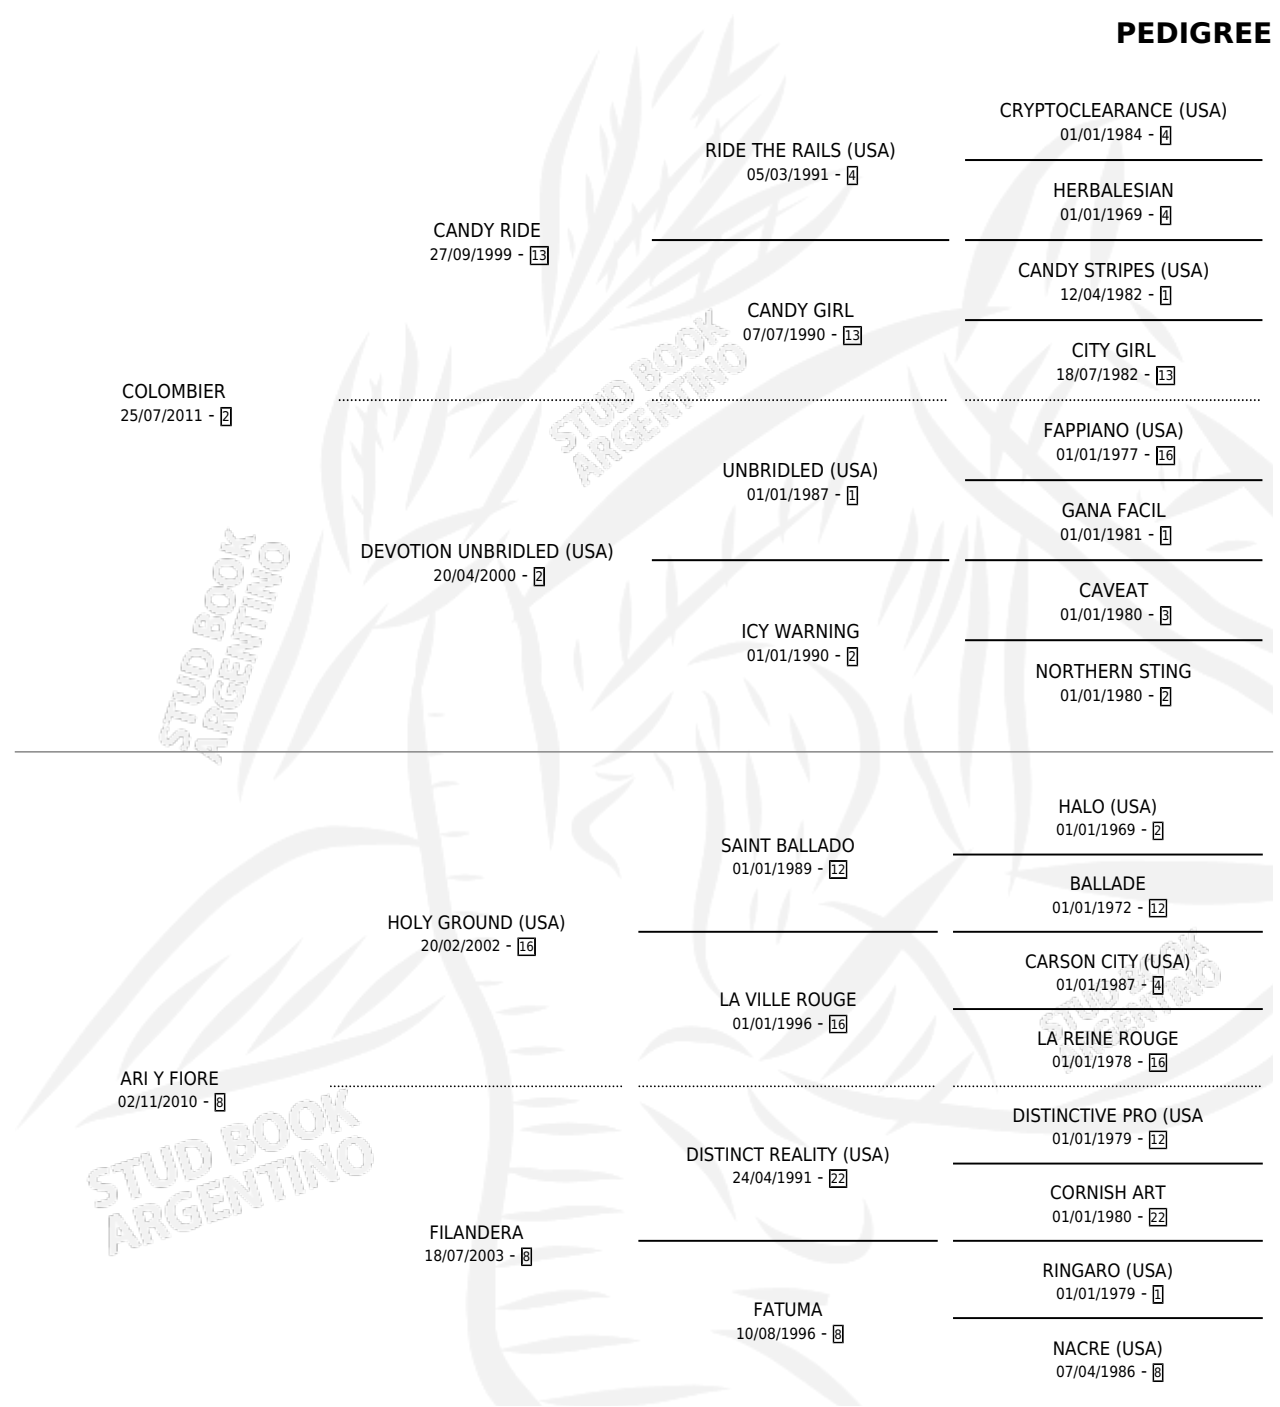 PEDIGREE
CRYPTOCLEARANCE (USA)
01/01/1984 - 4
RIDE THE RAILS (USA)
05/03/1991 - 4
HERBALESIAN
01/01/1969 - 4
CANDY RIDE
27/09/1999 - 13
CANDY STRIPES (USA)
12/04/1982 - 1
CANDY GIRL
07/07/1990 - 13
CITY GIRL
18/07/1982 - 13
COLOMBIER
25/07/2011 - 2
STUD BOOK
ARGENTINO
FAPPIANO (USA)
01/01/1977 - 16
UNBRIDLED (USA)
01/01/1987 - 1
GANA FACIL
01/01/1981 - 1
DEVOTION UNBRIDLED (USA)
20/04/2000 - 2
CAVEAT
01/01/1980 - 3
ICY WARNING
01/01/1990 - 2
NORTHERN STING
01/01/1980 - 2
STUD BOOK
ARGENTINO
HALO (USA)
01/01/1969 - 2
SAINT BALLADO
01/01/1989 - 12
BALLADE
01/01/1972 - 12
HOLY GROUND (USA)
20/02/2002 - 16
CARSON CITY (USA)
01/01/1987 - 4
LA VILLE ROUGE
01/01/1996 - 16
STUD BOOK
ARGENTINO
LA REINE ROUGE
01/01/1978 - 16
ARI Y FIORE
02/11/2010 - 8
STUD BOOK
ARGENTINO
DISTINCTIVE PRO (USA
01/01/1979 - 12
DISTINCT REALITY (USA)
24/04/1991 - 22
CORNISH ART
01/01/1980 - 22
FILANDERA
18/07/2003 - 8
RINGARO (USA)
01/01/1979 - 1
FATUMA
10/08/1996 - 8
NACRE (USA)
07/04/1986 - 8